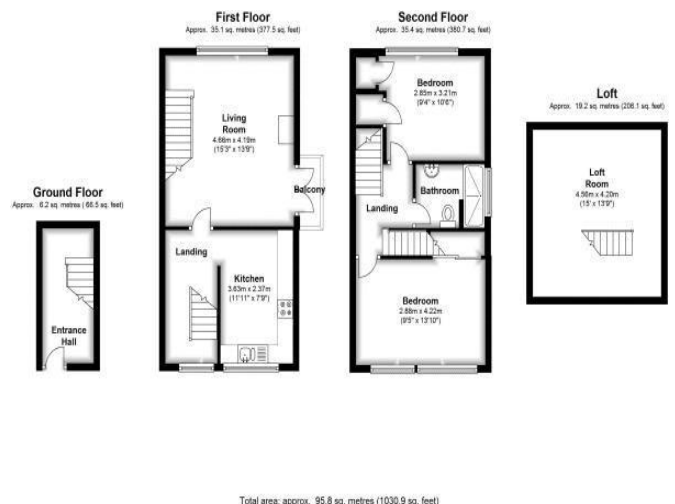 First Floor
Approx. 35.1 sq. metres (377.5 sq. feet)
Living
Room
4.66m x 4.19m
(15'3" x 13'9")
Balcony
Landing
Kitchen
3.63m x 2.37m
(11'11" x 7'9")
Second Floor
Approx. 35.4 sq. metres (380.7 sq. feet)
Bedroom
2.85m x 3.21m
(9'4" x 10'6")
Bathroom
Landing
Bedroom
2.88m x 4.22m
(9'5" x 13'10")
Loft
Approx. 19.2 sq. metres (206.1 sq. feet)
Loft
Room
4.56m x 4.20m
(15' x 13'9")
Ground Floor
Approx. 6.2 sq. metres (66.5 sq. feet)
Entrance
Hall
Total area: approx. 95.8 sq. metres (1030.9 sq. feet)